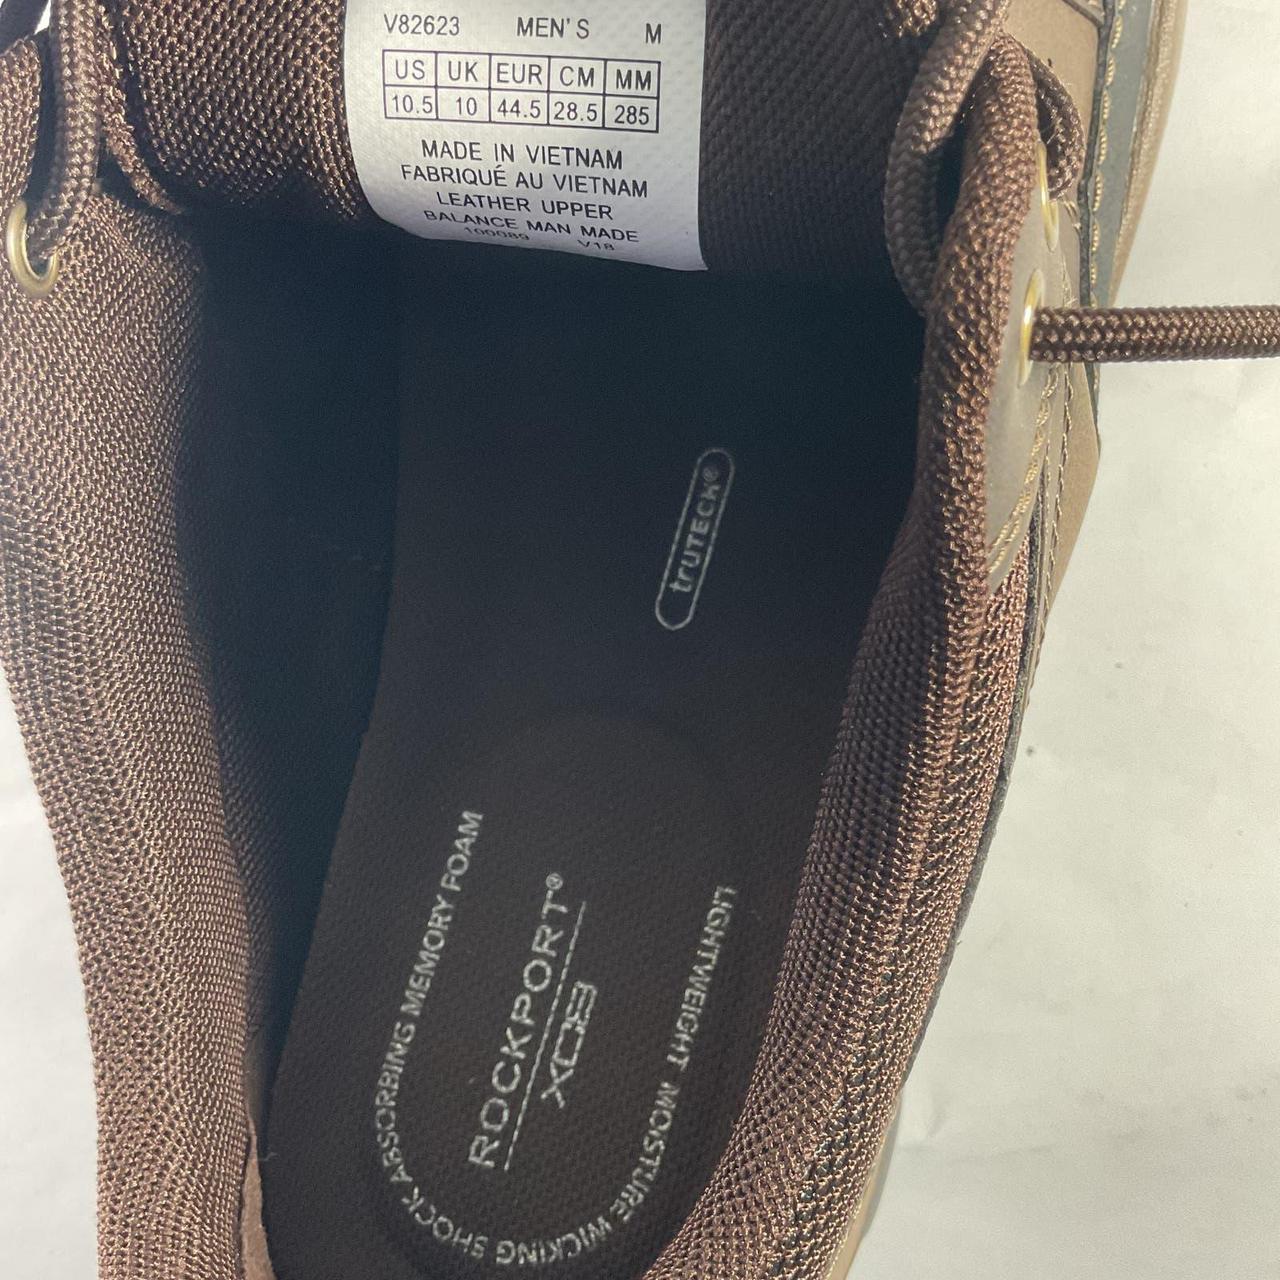 V82623 MEN'S M
US UK EUR CM MM
10.5 10 44.5 28.5 285
MADE IN VIETNAM
FABRIQUÉ AU VIETNAM
LEATHER UPPER
BALANCE MAN MADE
100089 V18
truTECH®
ROCKPORT®
XCS
LIGHTWEIGHT MOISTURE WICKING SHOCK ABSORBING MEMORY FOAM